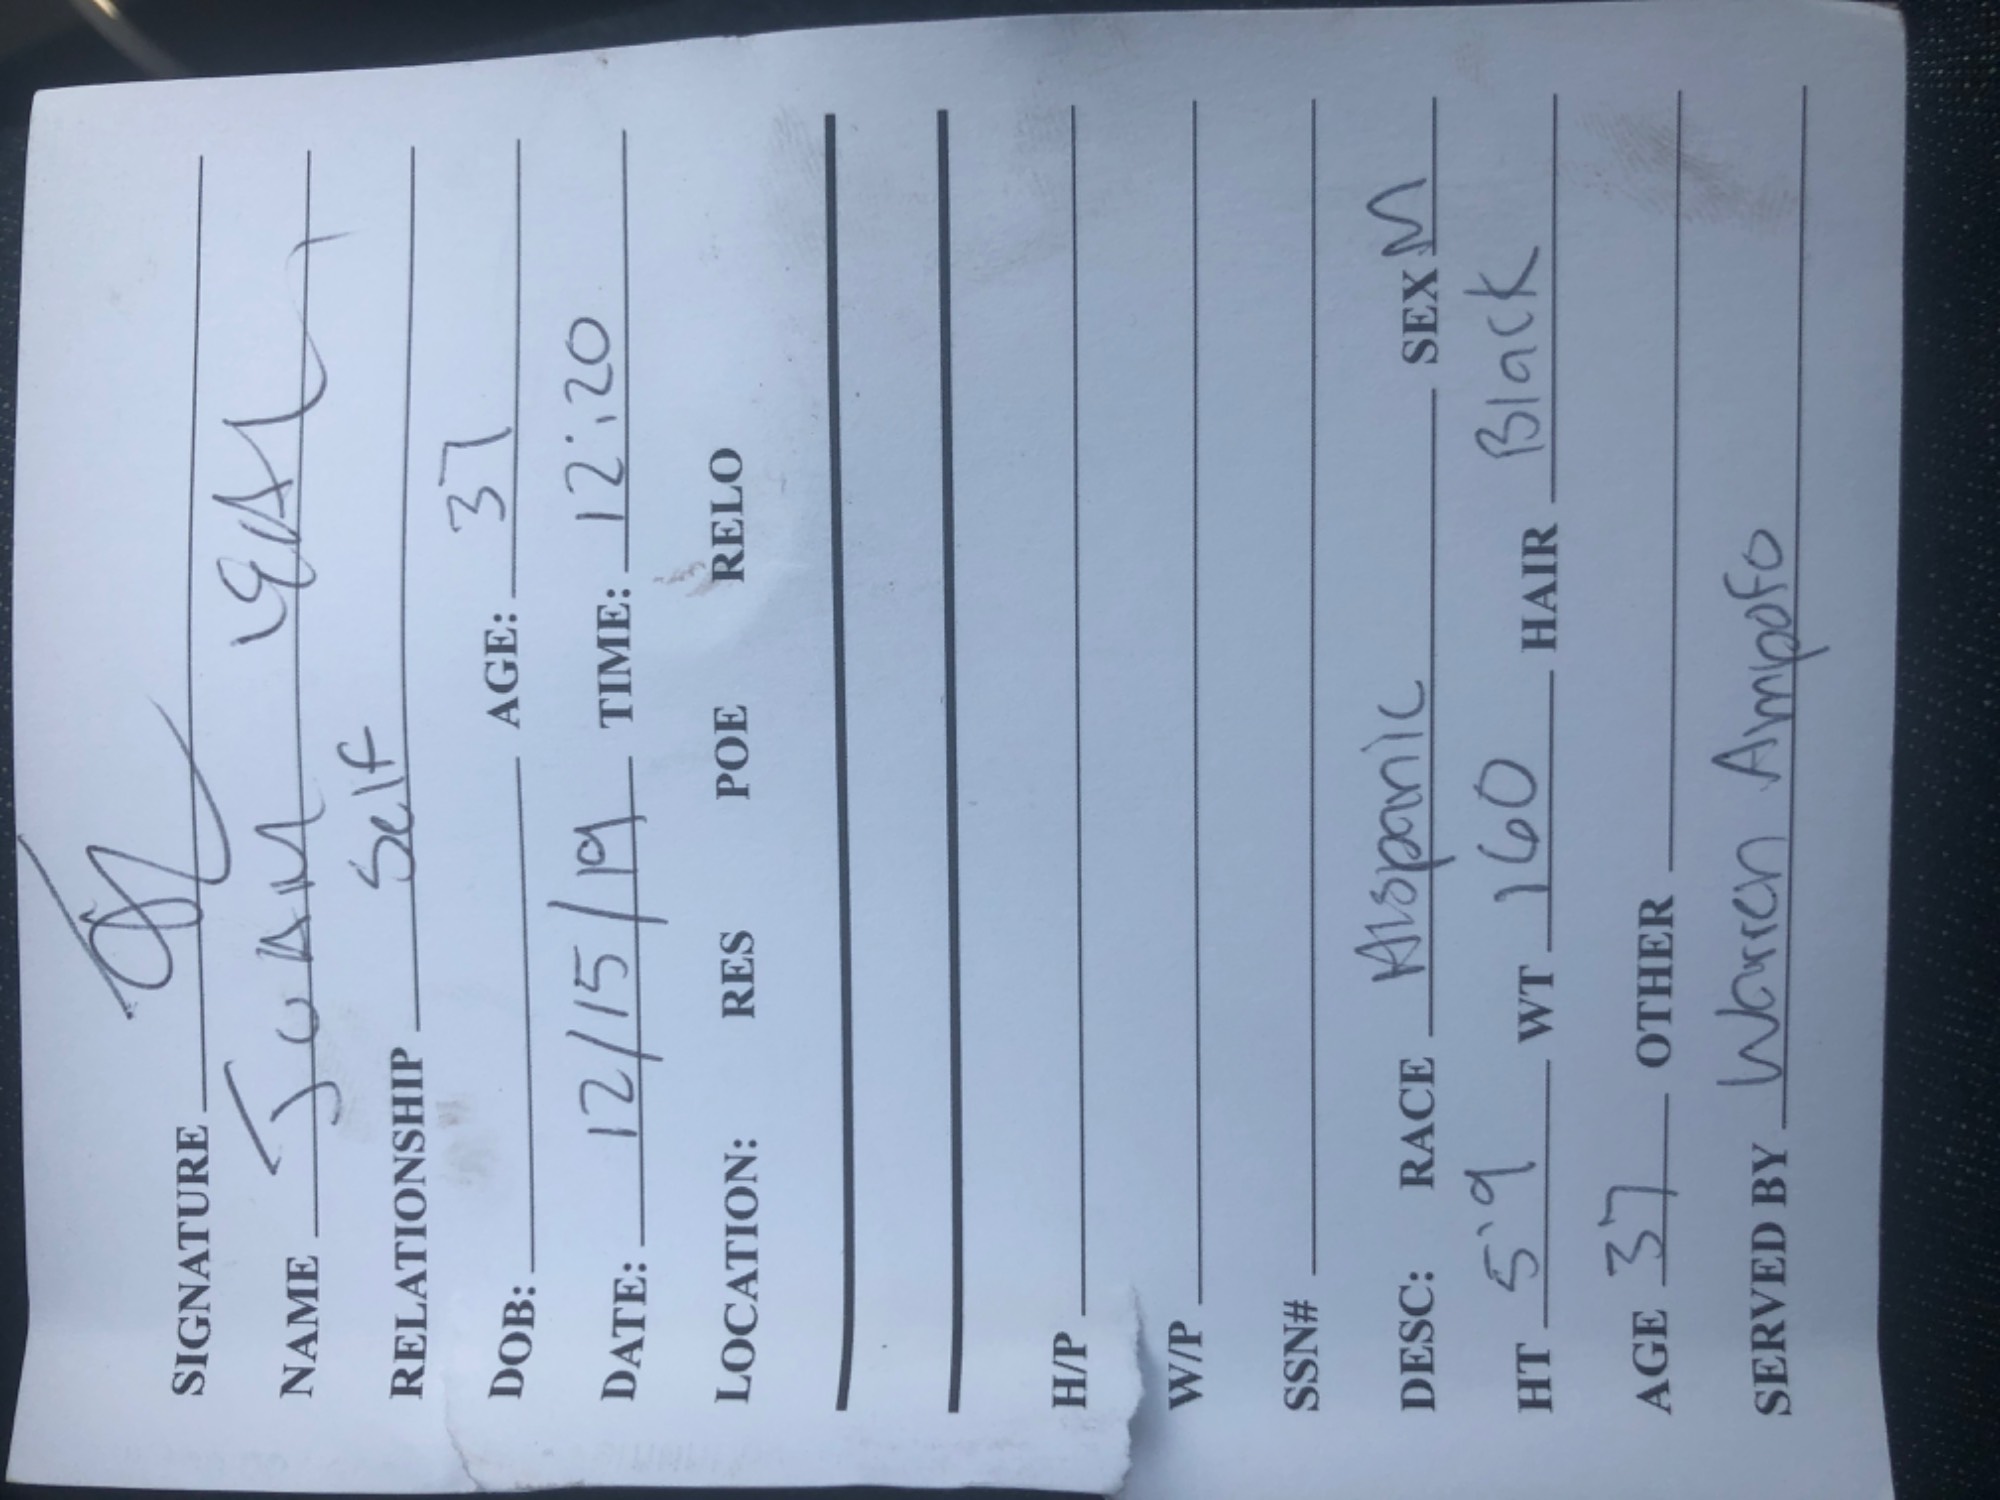 SIGNATURE
NAME Juan Leal
RELATIONSHIP Self
DOB: AGE: 37
DATE: 12/15/19 TIME: 12:20
LOCATION: RES POE RELO
H/P
W/P
SSN#
DESC: RACE Hispanic SEX M
HT 5'9 WT 160 HAIR Black
AGE 37 OTHER
SERVED BY Warren Ampofo